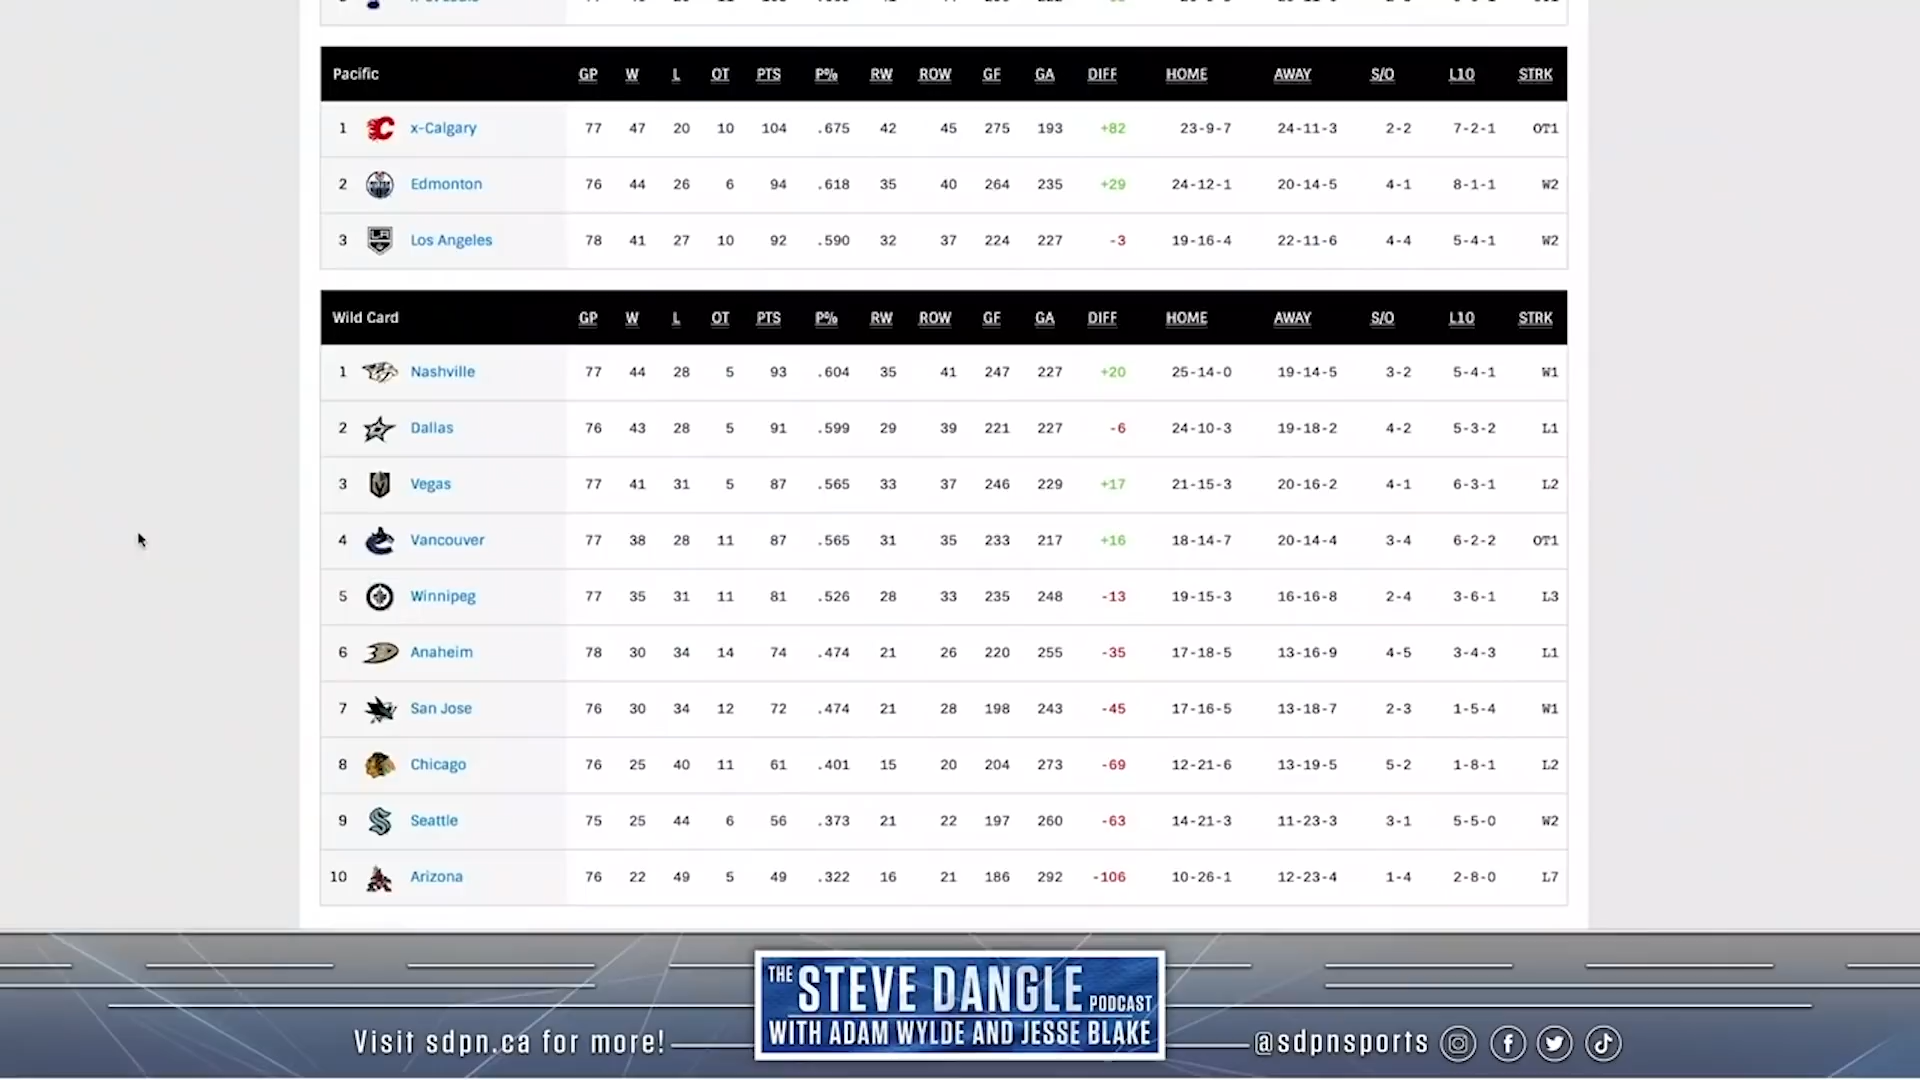 Pacific GP W L OT PTS P% RW ROW GF GA DIFF HOME AWAY S/O L10 STRK
1 x-Calgary 77 47 20 10 104 .675 42 45 275 193 +82 23-9-7 24-11-3 2-2 7-2-1 OT1
2 Edmonton 76 44 26 6 94 .618 35 40 264 235 +29 24-12-1 20-14-5 4-1 8-1-1 W2
3 Los Angeles 78 41 27 10 92 .590 32 37 224 227 -3 19-16-4 22-11-6 4-4 5-4-1 W2
Wild Card GP W L OT PTS P% RW ROW GF GA DIFF HOME AWAY S/O L10 STRK
1 Nashville 77 44 28 5 93 .604 35 41 247 227 +20 25-14-0 19-14-5 3-2 5-4-1 W1
2 Dallas 76 43 28 5 91 .599 29 39 221 227 -6 24-10-3 19-18-2 4-2 5-3-2 L1
3 Vegas 77 41 31 5 87 .565 33 37 246 229 +17 21-15-3 20-16-2 4-1 6-3-1 L2
4 Vancouver 77 38 28 11 87 .565 31 35 233 217 +16 18-14-7 20-14-4 3-4 6-2-2 OT1
5 Winnipeg 77 35 31 11 81 .526 28 33 235 248 -13 19-15-3 16-16-8 2-4 3-6-1 L3
6 Anaheim 78 30 34 14 74 .474 21 26 220 255 -35 17-18-5 13-16-9 4-5 3-4-3 L1
7 San Jose 76 30 34 12 72 .474 21 28 198 243 -45 17-16-5 13-18-7 2-3 1-5-4 W1
8 Chicago 76 25 40 11 61 .401 15 20 204 273 -69 12-21-6 13-19-5 5-2 1-8-1 L2
9 Seattle 75 25 44 6 56 .373 21 22 197 260 -63 14-21-3 11-23-3 3-1 5-5-0 W2
10 Arizona 76 22 49 5 49 .322 16 21 186 292 -106 10-26-1 12-23-4 1-4 2-8-0 L7
THE STEVE DANGLE PODCAST
WITH ADAM WYLDE AND JESSE BLAKE
Visit sdpn.ca for more!
@sdpnsports